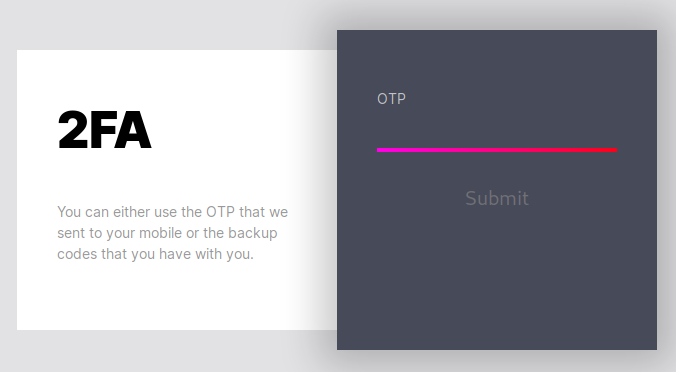 2FA
You can either use the OTP that we
sent to your mobile or the backup
codes that you have with you.
OTP
Submit